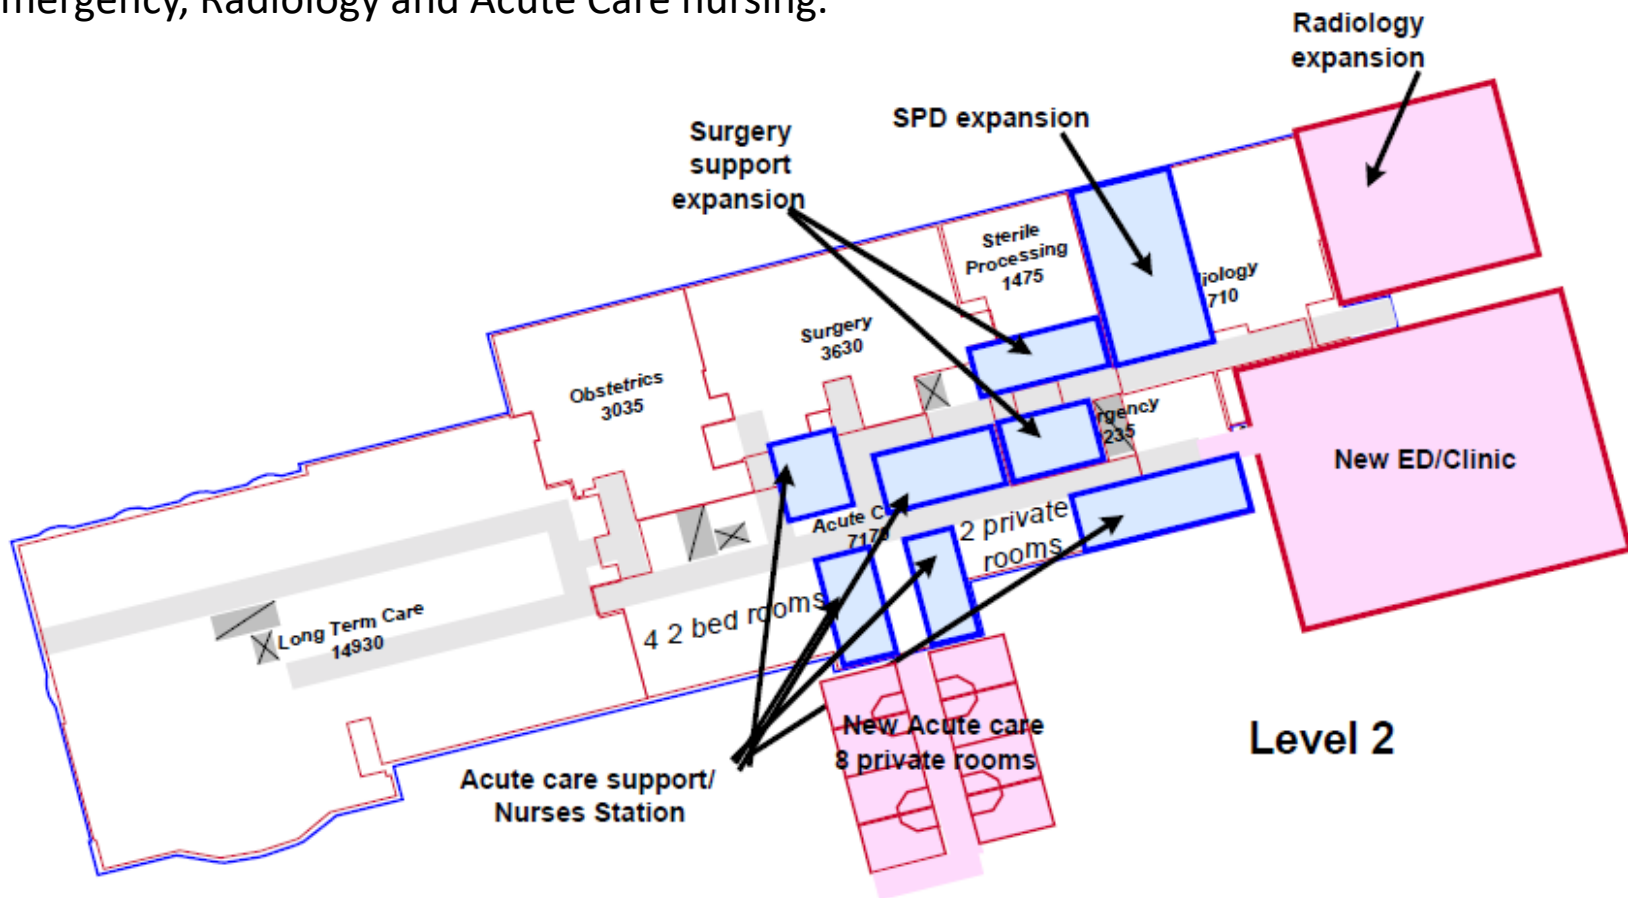 mergency, Radiology and Acute Care nursing.
Radiology
expansion
SPD expansion
Surgery
support
expansion
Sterile
Processing
1475
iology
710
Surgery
3630
Obstetrics
3035
rgency
235
New ED/Clinic
Acute C
717
2 private
rooms
4 2 bed rooms
Long Term Care
14930
New Acute care
8 private rooms
Level 2
Acute care support/
Nurses Station